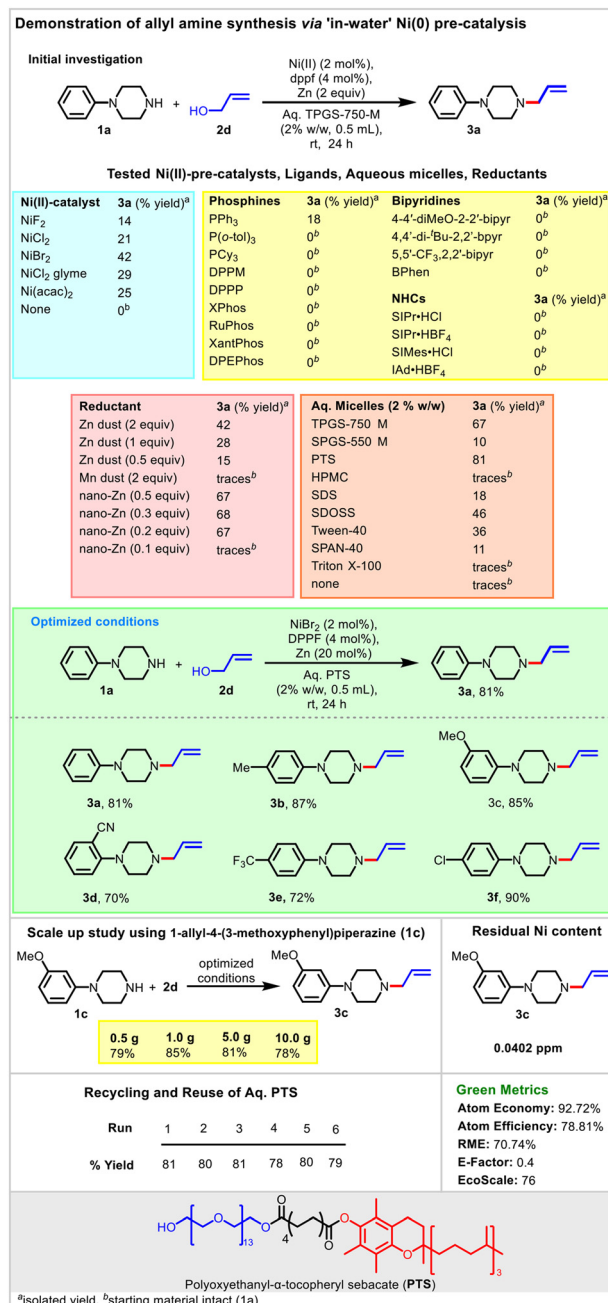 Demonstration of allyl amine synthesis via 'in-water' Ni(0) pre-catalysis
Initial investigation
N
NH
1a
+
HO
2d
Ni(II) (2 mol%),
dppf (4 mol%),
Zn (2 equiv)
Aq. TPGS-750-M
(2% w/w, 0.5 mL),
rt, 24 h
N
N
3a
Tested Ni(II)-pre-catalysts, Ligands, Aqueous micelles, Reductants
Ni(II)-catalyst 3a (% yield)a
NiF2 14
NiCl2 21
NiBr2 42
NiCl2 glyme 29
Ni(acac)2 25
None 0b
Phosphines 3a (% yield)a
PPh3 18
P(o-tol)3 0b
PCy3 0b
DPPM 0b
DPPP 0b
XPhos 0b
RuPhos 0b
XantPhos 0b
DPEPhos 0b
Bipyridines 3a (% yield)a
4-4'-diMeO-2-2'-bipyr 0b
4,4'-di-tBu-2,2'-bpyr 0b
5,5'-CF3,2,2'-bipyr 0b
BPhen 0b
NHCs 3a (% yield)a
SIPr•HCl 0b
SIPr•HBF4 0b
SIMes•HCl 0b
IAd•HBF4 0b
Reductant 3a (% yield)a
Zn dust (2 equiv) 42
Zn dust (1 equiv) 28
Zn dust (0.5 equiv) 15
Mn dust (2 equiv) tracesb
nano-Zn (0.5 equiv) 67
nano-Zn (0.3 equiv) 68
nano-Zn (0.2 equiv) 67
nano-Zn (0.1 equiv) tracesb
Aq. Micelles (2 % w/w) 3a (% yield)a
TPGS-750 M 67
SPGS-550 M 10
PTS 81
HPMC tracesb
SDS 18
SDOSS 46
Tween-40 36
SPAN-40 11
Triton X-100 tracesb
none tracesb
Optimized conditions
N
NH
1a
+
HO
2d
NiBr2 (2 mol%),
DPPF (4 mol%),
Zn (20 mol%)
Aq. PTS
(2% w/w, 0.5 mL),
rt, 24 h
N
N
3a, 81%
N
N
3a, 81%
Me
N
N
3b, 87%
MeO
N
N
3c, 85%
CN
N
N
3d, 70%
F3C
N
N
3e, 72%
Cl
N
N
3f, 90%
Scale up study using 1-allyl-4-(3-methoxyphenyl)piperazine (1c)
MeO
N
NH
1c
+ 2d
optimized
conditions
MeO
N
N
3c
0.5 g 1.0 g 5.0 g 10.0 g
79% 85% 81% 78%
Residual Ni content
MeO
N
N
3c
0.0402 ppm
Recycling and Reuse of Aq. PTS
Run 1 2 3 4 5 6
% Yield 81 80 81 78 80 79
Green Metrics
Atom Economy: 92.72%
Atom Efficiency: 78.81%
RME: 70.74%
E-Factor: 0.4
EcoScale: 76
HO
O
13
O
O
4
O
O
O
3
Polyoxyethanyl-α-tocopheryl sebacate (PTS)
aisolated yield, bstarting material intact (1a)